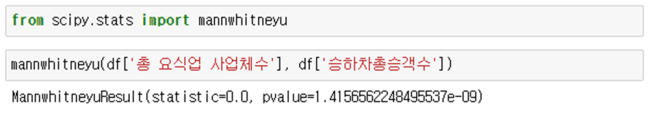 from scipy.stats import mannwhitneyu
mannwhitneyu(df['총 요식업 사업체수'], df['승하차총승객수'])
MannwhitneyuResult(statistic=0.0, pvalue=1.4156562248495537e-09)